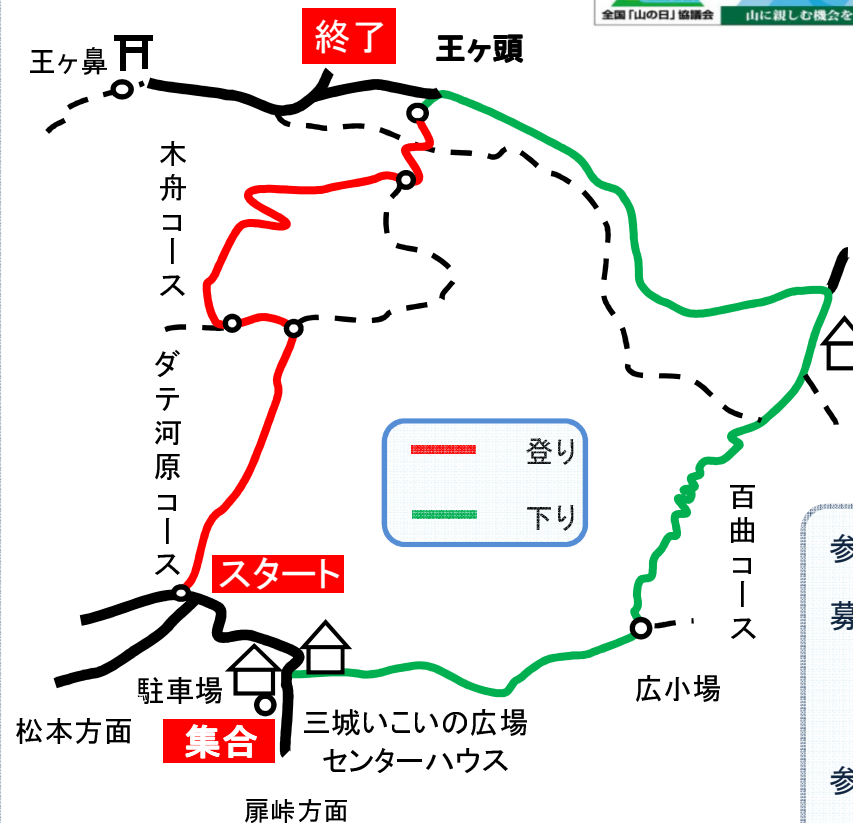 全国「山の日」協議会
山に親しむ機会を
終了
王ヶ頭
王ヶ鼻
木舟コース
ダテ河原コース
登り
下り
百曲コース
スタート
参
募
駐車場
広小場
松本方面
集合
三城いこいの広場
センターハウス
参
扉峠方面